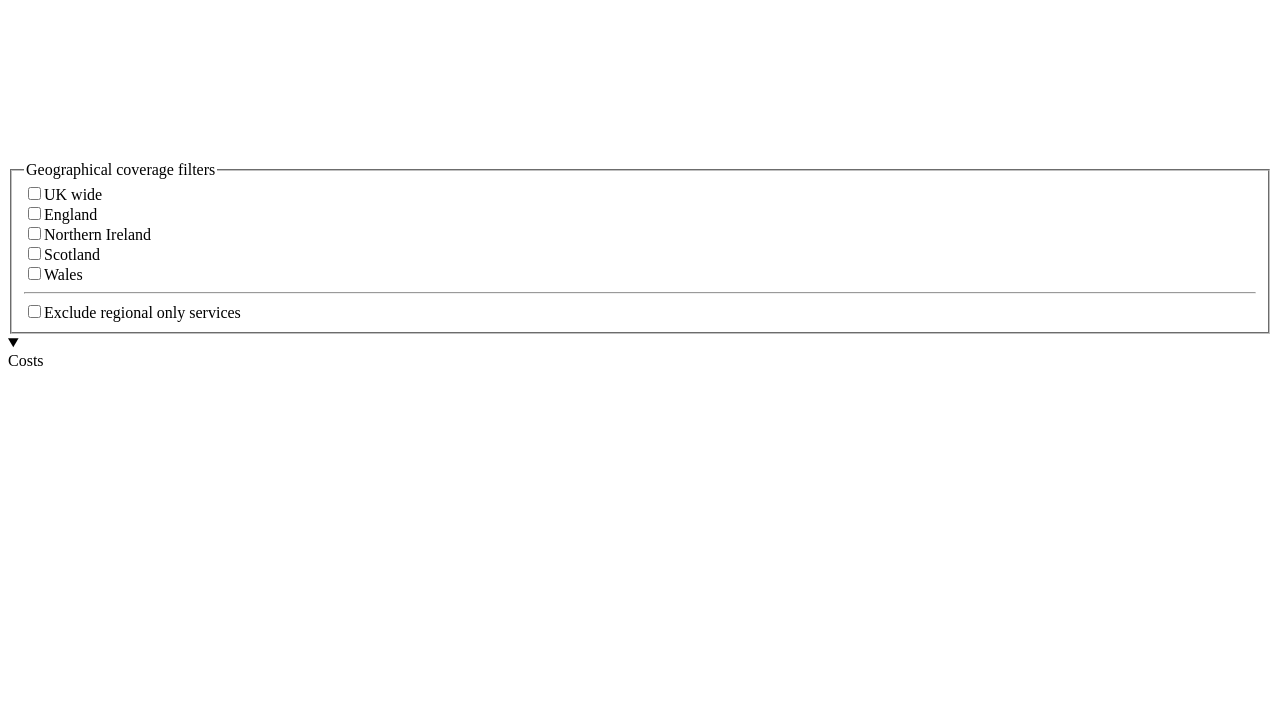 Geographical coverage filters
UK wide
England
Northern Ireland
Scotland
Wales
Exclude regional only services
Costs